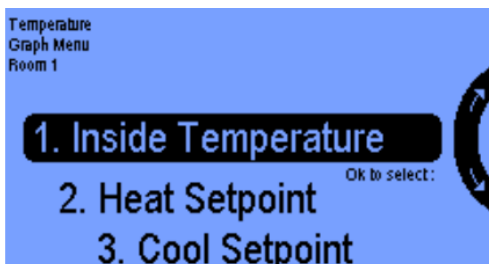 Temperature
Graph Menu
Room 1
1. Inside Temperature
Ok to select:
2. Heat Setpoint
3. Cool Setpoint